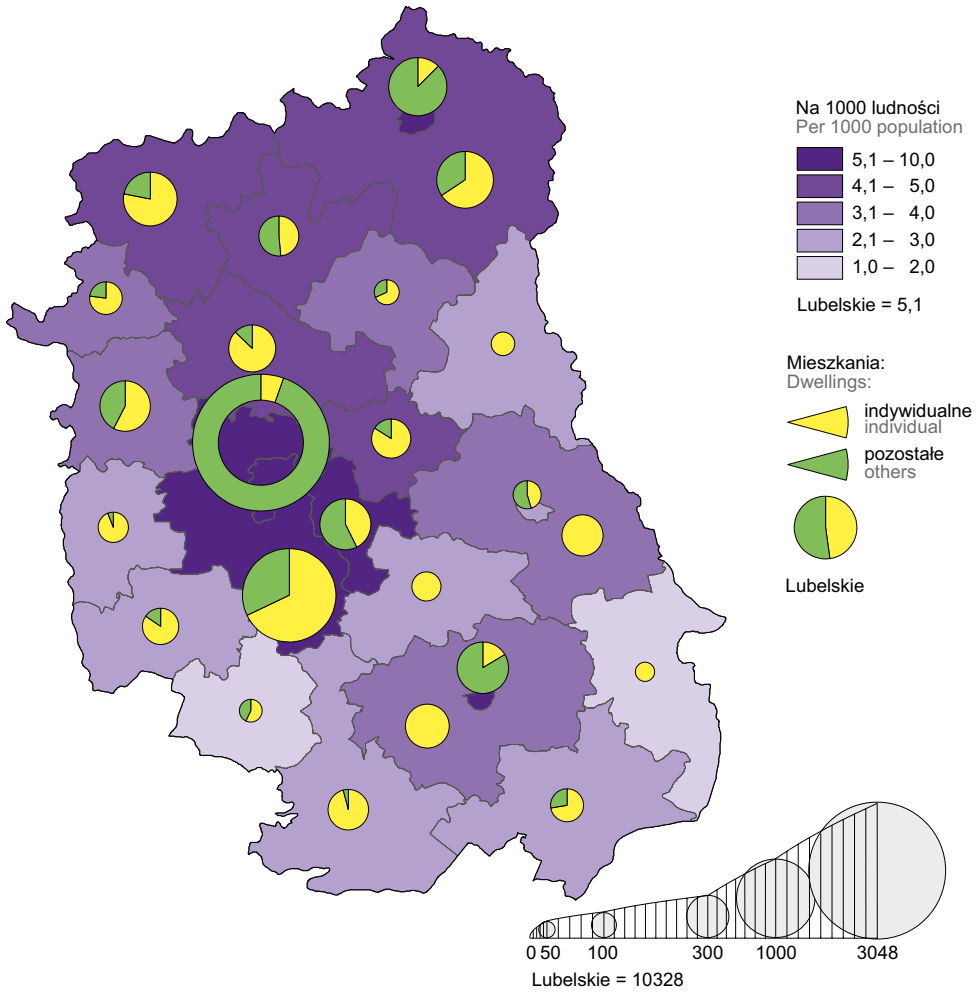 Na 1000 ludności
Per 1000 population
5,1 – 10,0
4,1 – 5,0
3,1 – 4,0
2,1 – 3,0
1,0 – 2,0
Lubelskie = 5,1
Mieszkania:
Dwellings:
indywidualne
individual
pozostałe
others
Lubelskie
0 50 100 300 1000 3048
Lubelskie = 10328